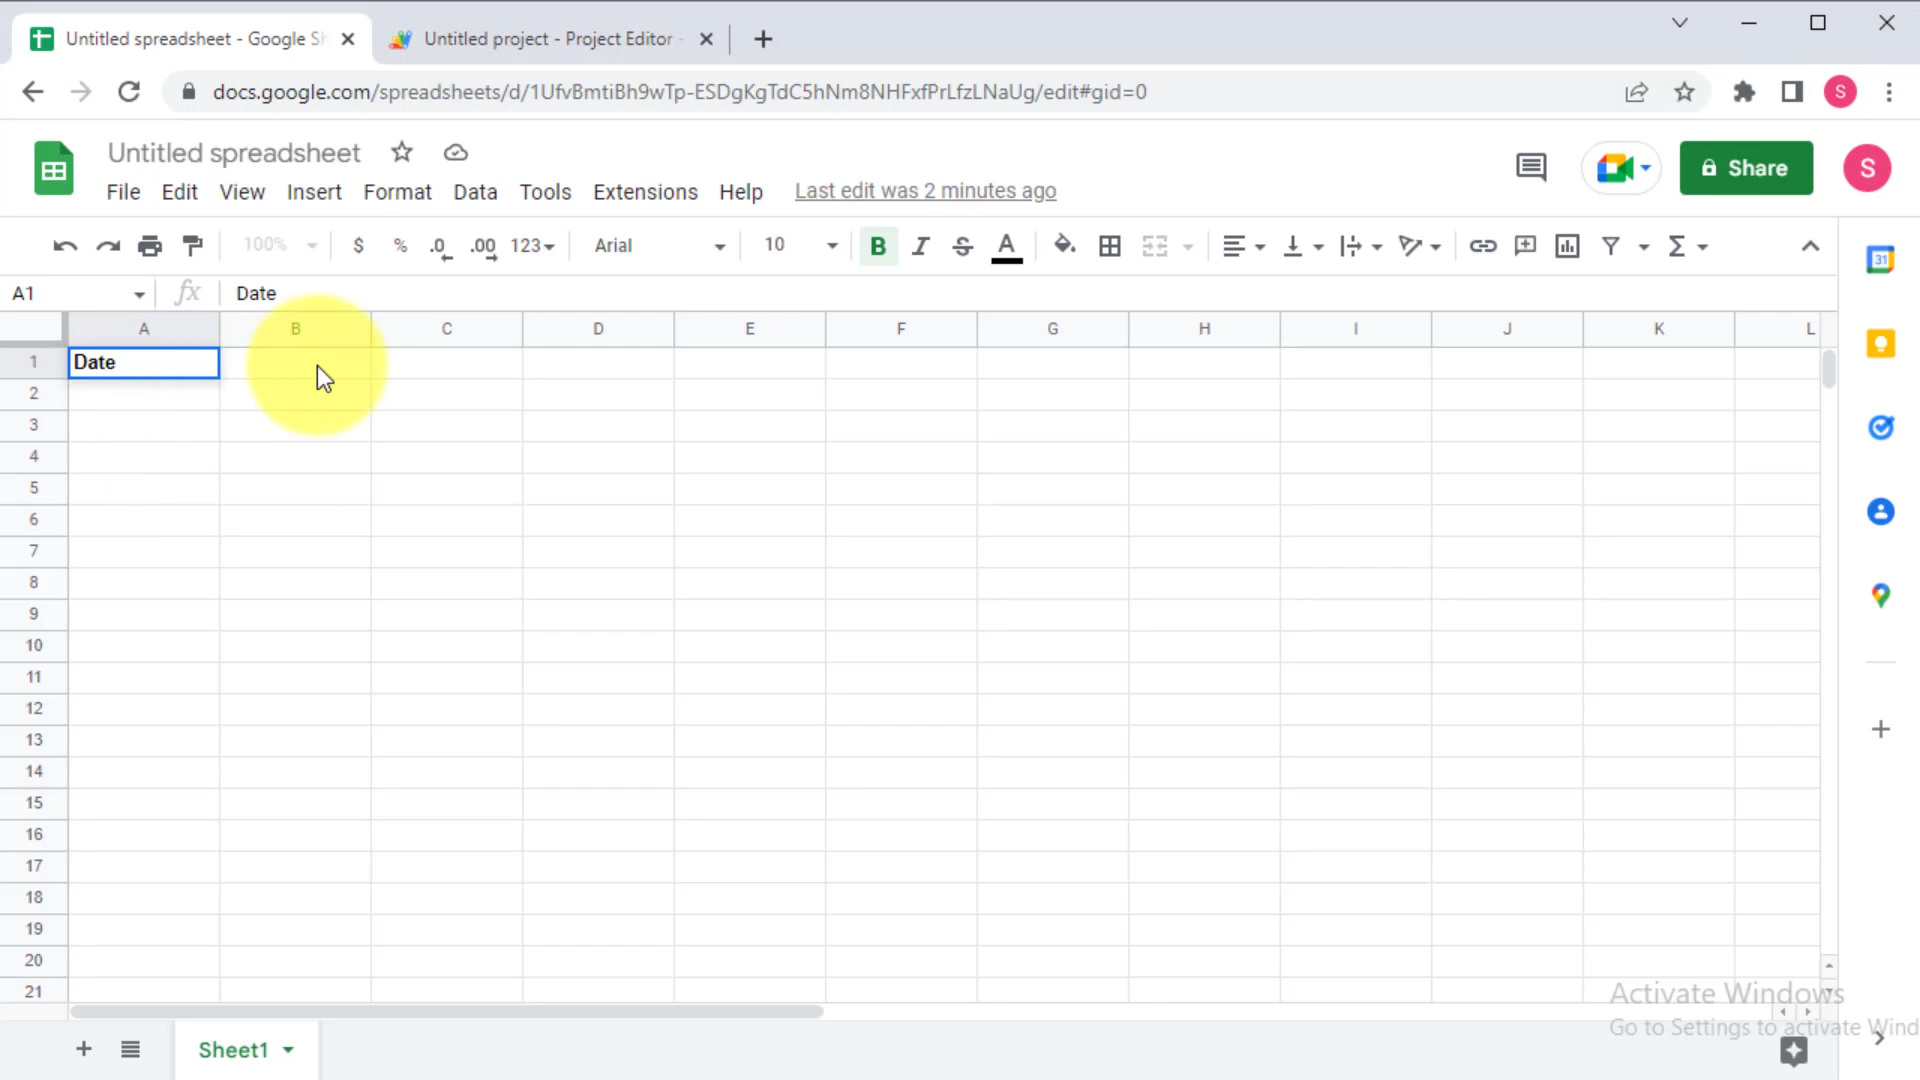 Untitled spreadsheet - Google Sh
Untitled project - Project Editor -
docs.google.com/spreadsheets/d/1UfvBmtiBh9wTp-ESDgKgTdC5hNm8NHFxfPrLfzLNaUg/edit#gid=0
S
Untitled spreadsheet
File Edit View Insert Format Data Tools Extensions Help Last edit was 2 minutes ago
Share
S
100% $ % .0 .00 123 Arial 10 B I S A Σ
31
A1 fx Date
A B C D E F G H I J K L
1 Date
2
3
4
5
6
7
8
9
10
11
12
13
14
15
16
17
18
19
20
21
Activate Windows
Go to Settings to activate Wind
Sheet1